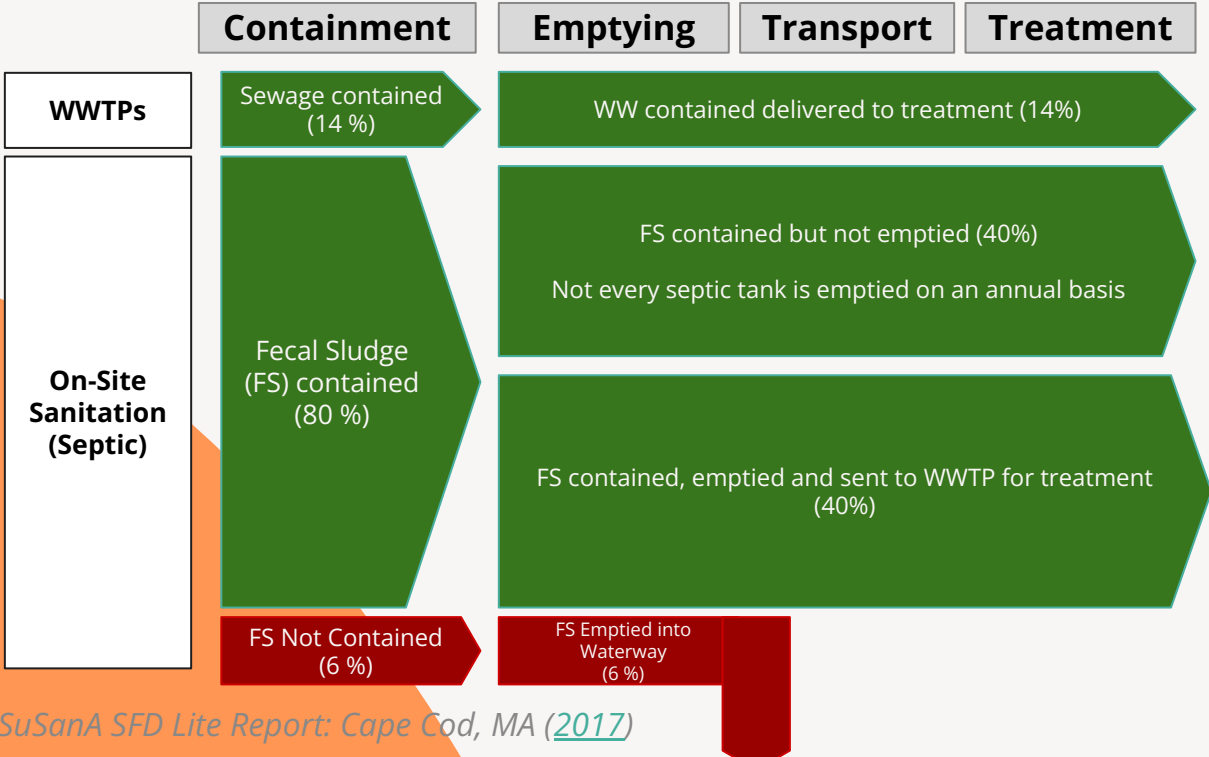 Containment
Emptying
Transport
Treatment
WWTPs
Sewage contained
(14 %)
WW contained delivered to treatment (14%)
On-Site
Sanitation
(Septic)
Fecal Sludge
(FS) contained
(80 %)
FS contained but not emptied (40%)
Not every septic tank is emptied on an annual basis
FS contained, emptied and sent to WWTP for treatment
(40%)
FS Not Contained
(6 %)
FS Emptied into
Waterway
(6 %)
SuSanA SFD Lite Report: Cape Cod, MA (2017)